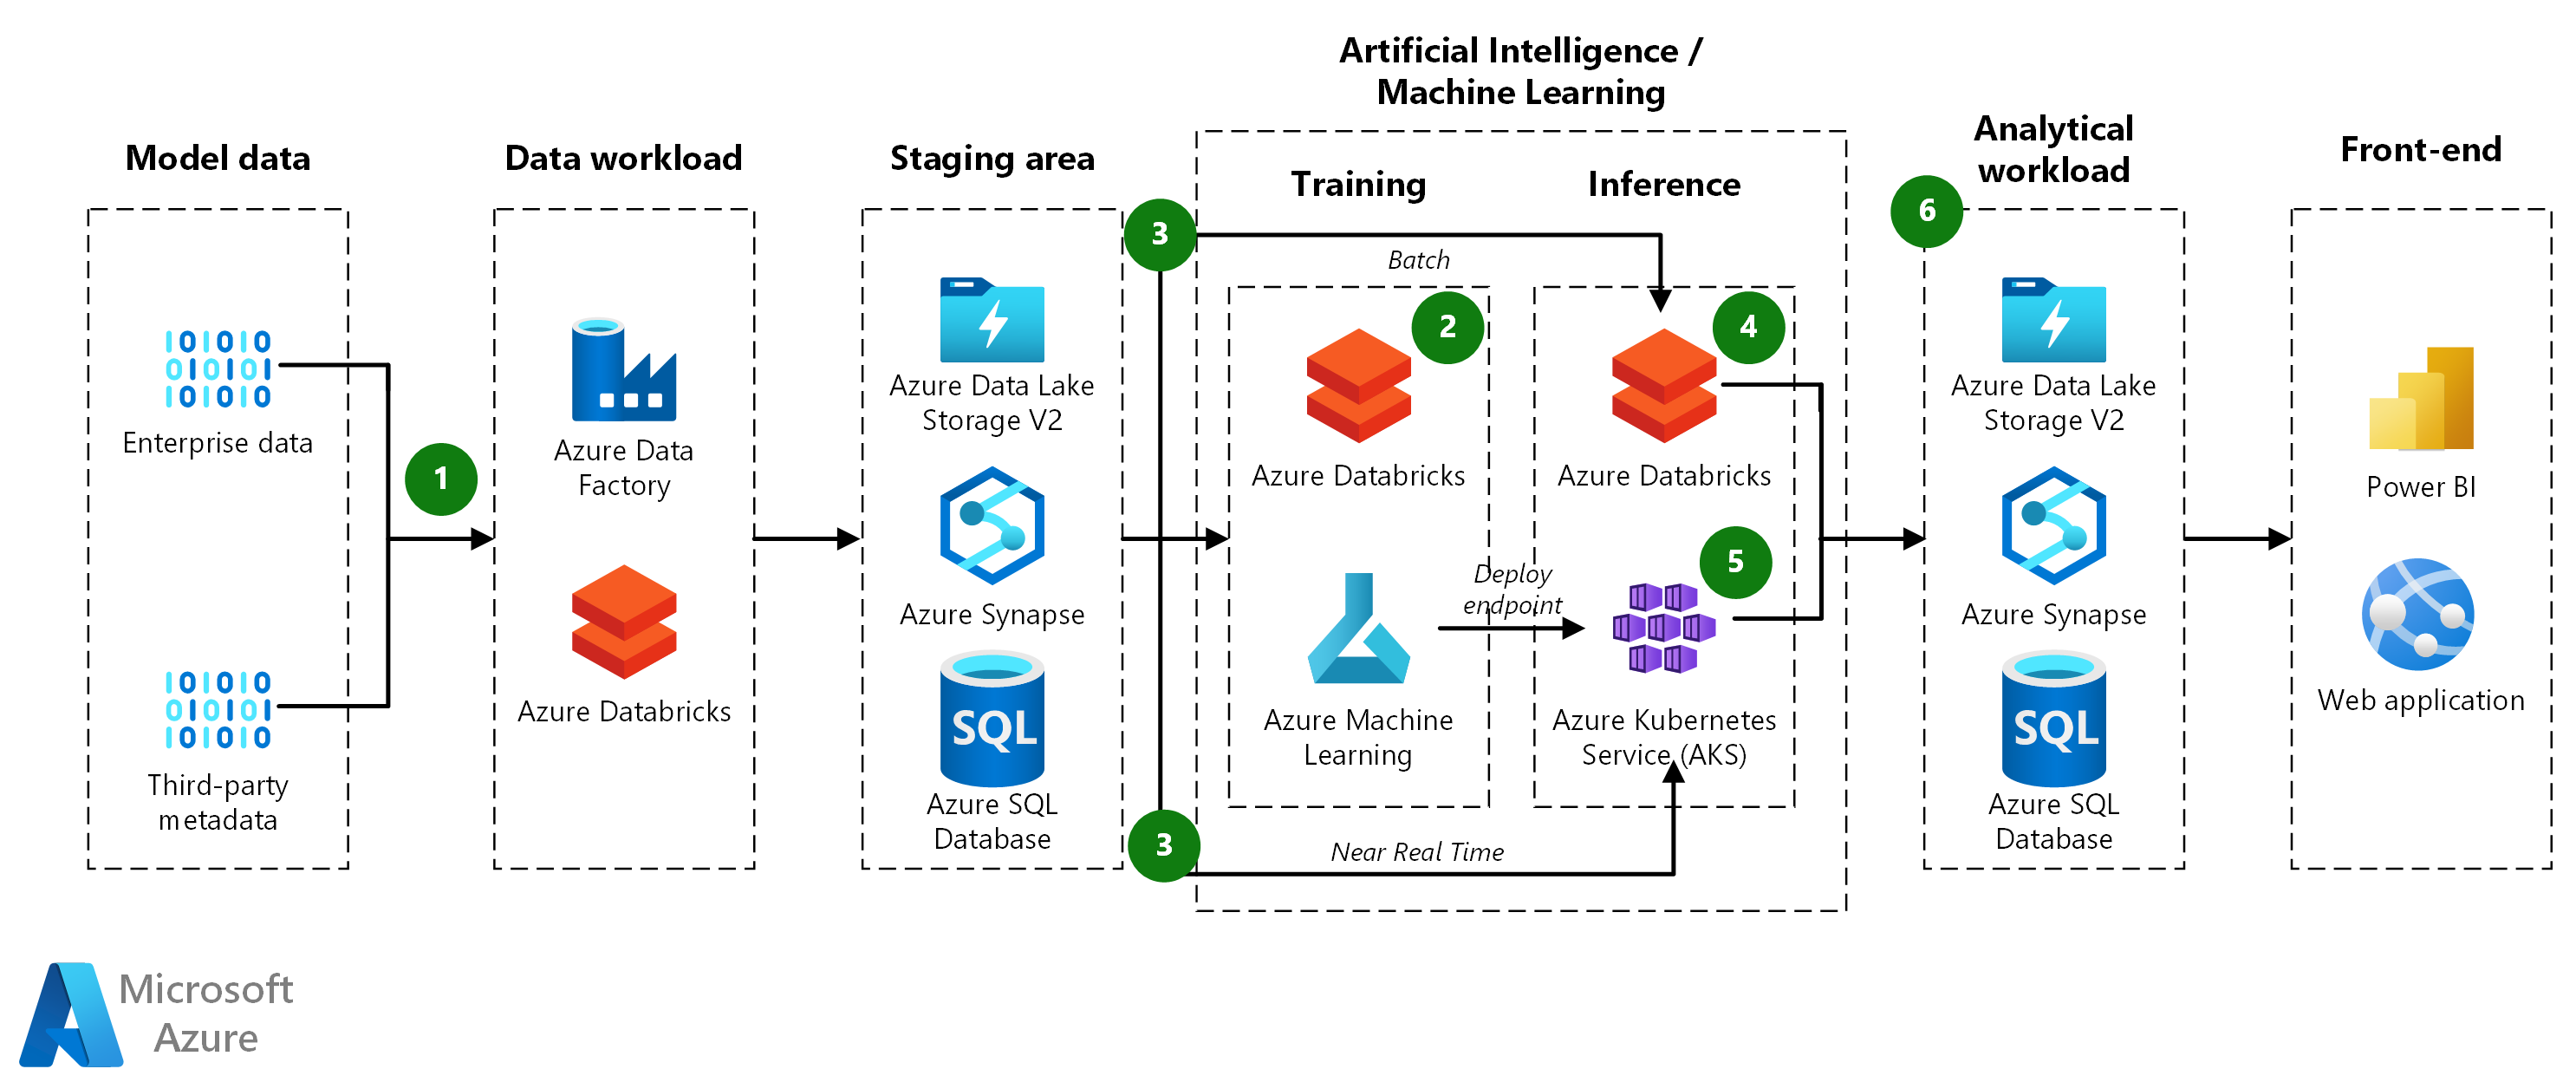 Artificial Intelligence /
Machine Learning
Model data
Data workload
Staging area
Training
Inference
Analytical
workload
Front-end
Enterprise data
Third-party
metadata
1
Azure Data
Factory
Azure Databricks
Azure Data Lake
Storage V2
Azure Synapse
SQL
Azure SQL
Database
3
Batch
3
Near Real Time
2
Azure Databricks
Azure Machine
Learning
Deploy
endpoint
4
Azure Databricks
5
Azure Kubernetes
Service (AKS)
6
Azure Data Lake
Storage V2
Azure Synapse
SQL
Azure SQL
Database
Power BI
Web application
Microsoft
Azure